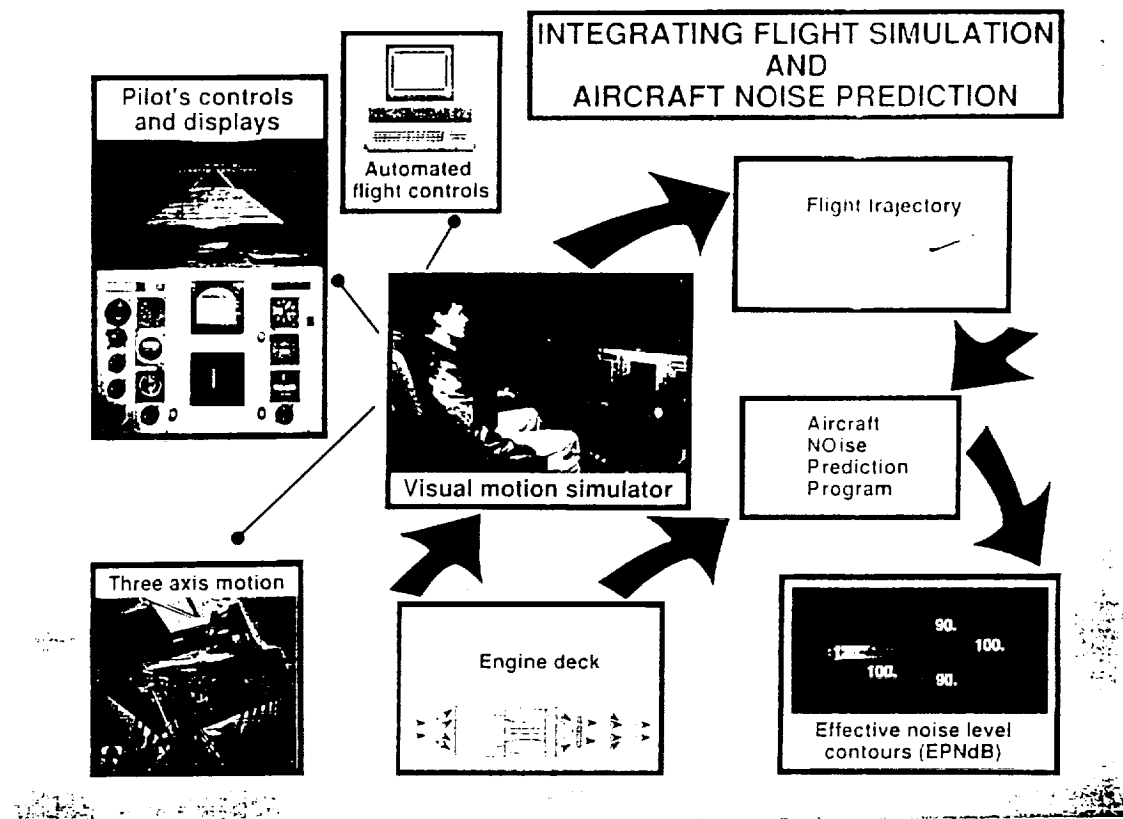 INTEGRATING FLIGHT SIMULATION
AND
AIRCRAFT NOISE PREDICTION
Pilot's controls
and displays
Automated
flight controls
Flight trajectory
Visual motion simulator
Aircraft
NOise
Prediction
Program
Three axis motion
Engine deck
90.
100.
100.
90.
Effective noise level
contours (EPNdB)